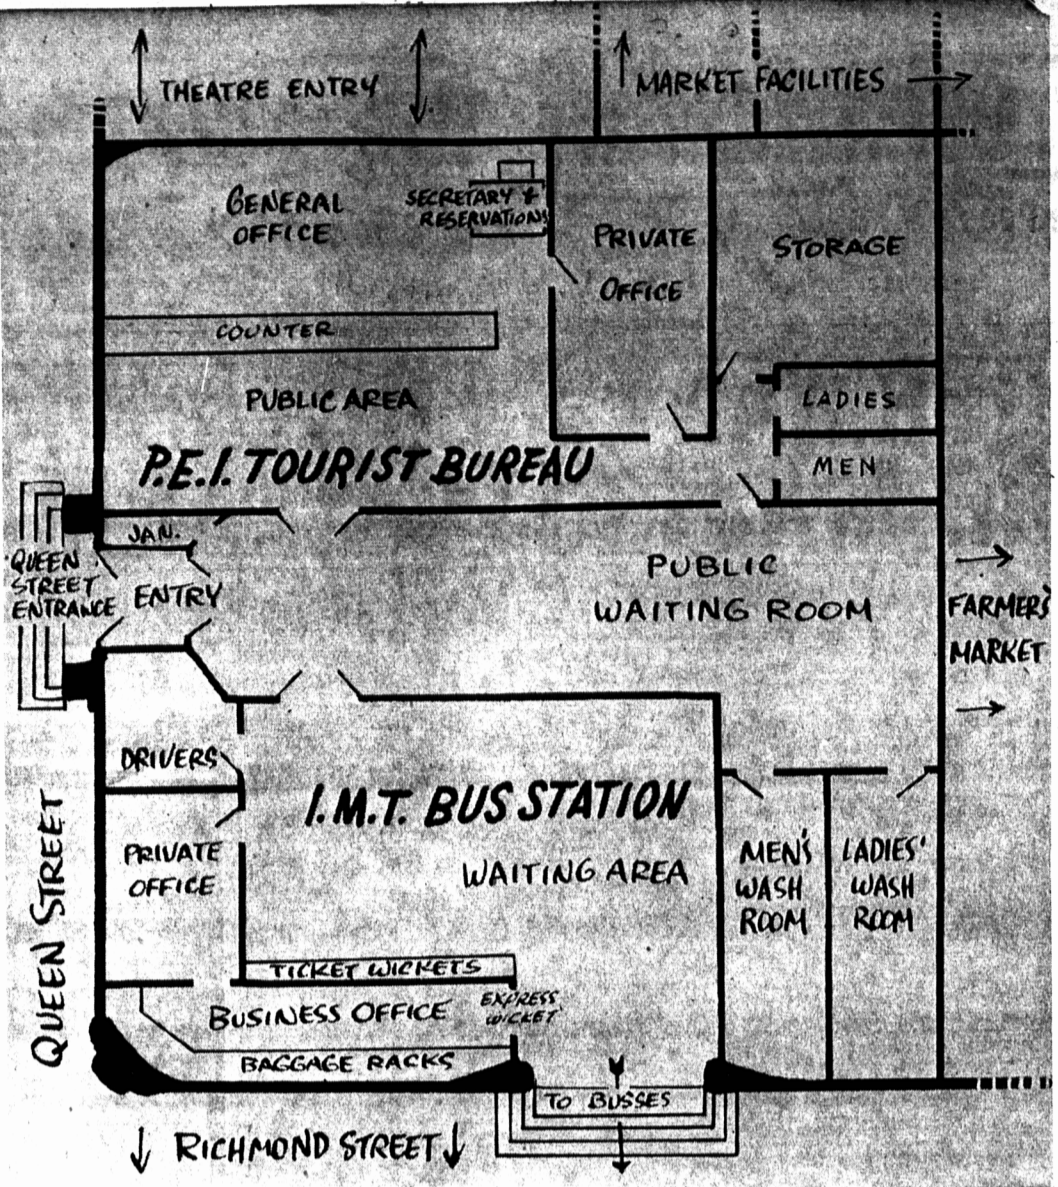 THEATRE ENTRY
MARKET FACILITIES
GENERAL
OFFICE
SECRETARY &
RESERVATIONS
PRIVATE
OFFICE
STORAGE
COUNTER
PUBLIC AREA
LADIES
MEN
P.E.I. TOURIST BUREAU
JAN.
QUEEN
STREET
ENTRANCE
ENTRY
PUBLIC
WAITING ROOM
FARMERS'
MARKET
DRIVERS
I.M.T. BUS STATION
PRIVATE
OFFICE
WAITING AREA
MEN'S
WASH
ROOM
LADIES'
WASH
ROOM
QUEEN STREET
TICKET WICKETS
BUSINESS OFFICE
EXPRESS
WICKET
BAGGAGE RACKS
TO BUSSES
RICHMOND STREET